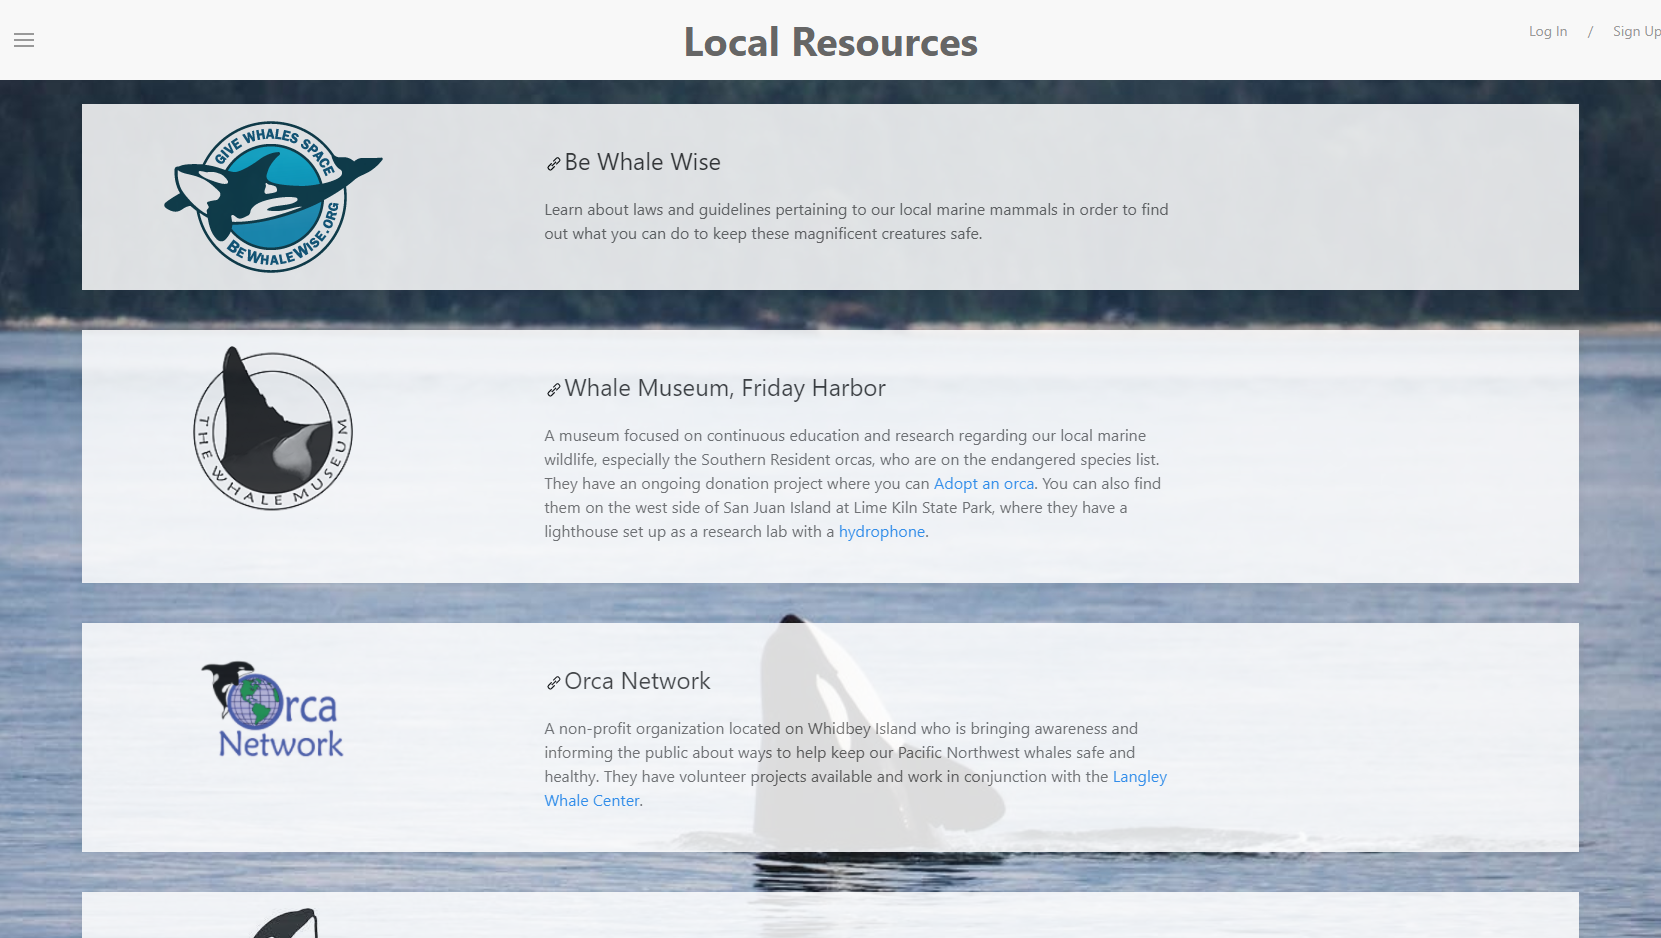 Local Resources
Log In / Sign Up
GIVE WHALES SPACE
BEWHALEWISE.ORG
Be Whale Wise
Learn about laws and guidelines pertaining to our local marine mammals in order to find
out what you can do to keep these magnificent creatures safe.
THE WHALE MUSEUM
Whale Museum, Friday Harbor
A museum focused on continuous education and research regarding our local marine
wildlife, especially the Southern Resident orcas, who are on the endangered species list.
They have an ongoing donation project where you can Adopt an orca. You can also find
them on the west side of San Juan Island at Lime Kiln State Park, where they have a
lighthouse set up as a research lab with a hydrophone.
Orca
Network
Orca Network
A non-profit organization located on Whidbey Island who is bringing awareness and
informing the public about ways to help keep our Pacific Northwest whales safe and
healthy. They have volunteer projects available and work in conjunction with the Langley
Whale Center.